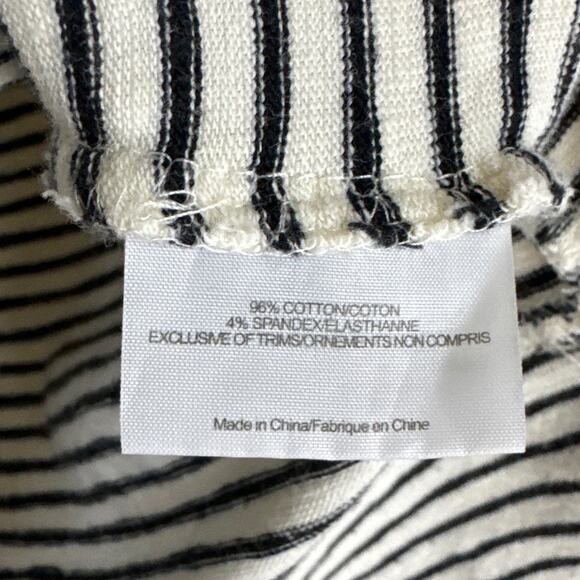 96% COTTON/COTON
4% SPANDEX/ELASTHANNE
EXCLUSIVE OF TRIMS/ORNEMENTS NON COMPRIS
Made in China/Fabrique en Chine